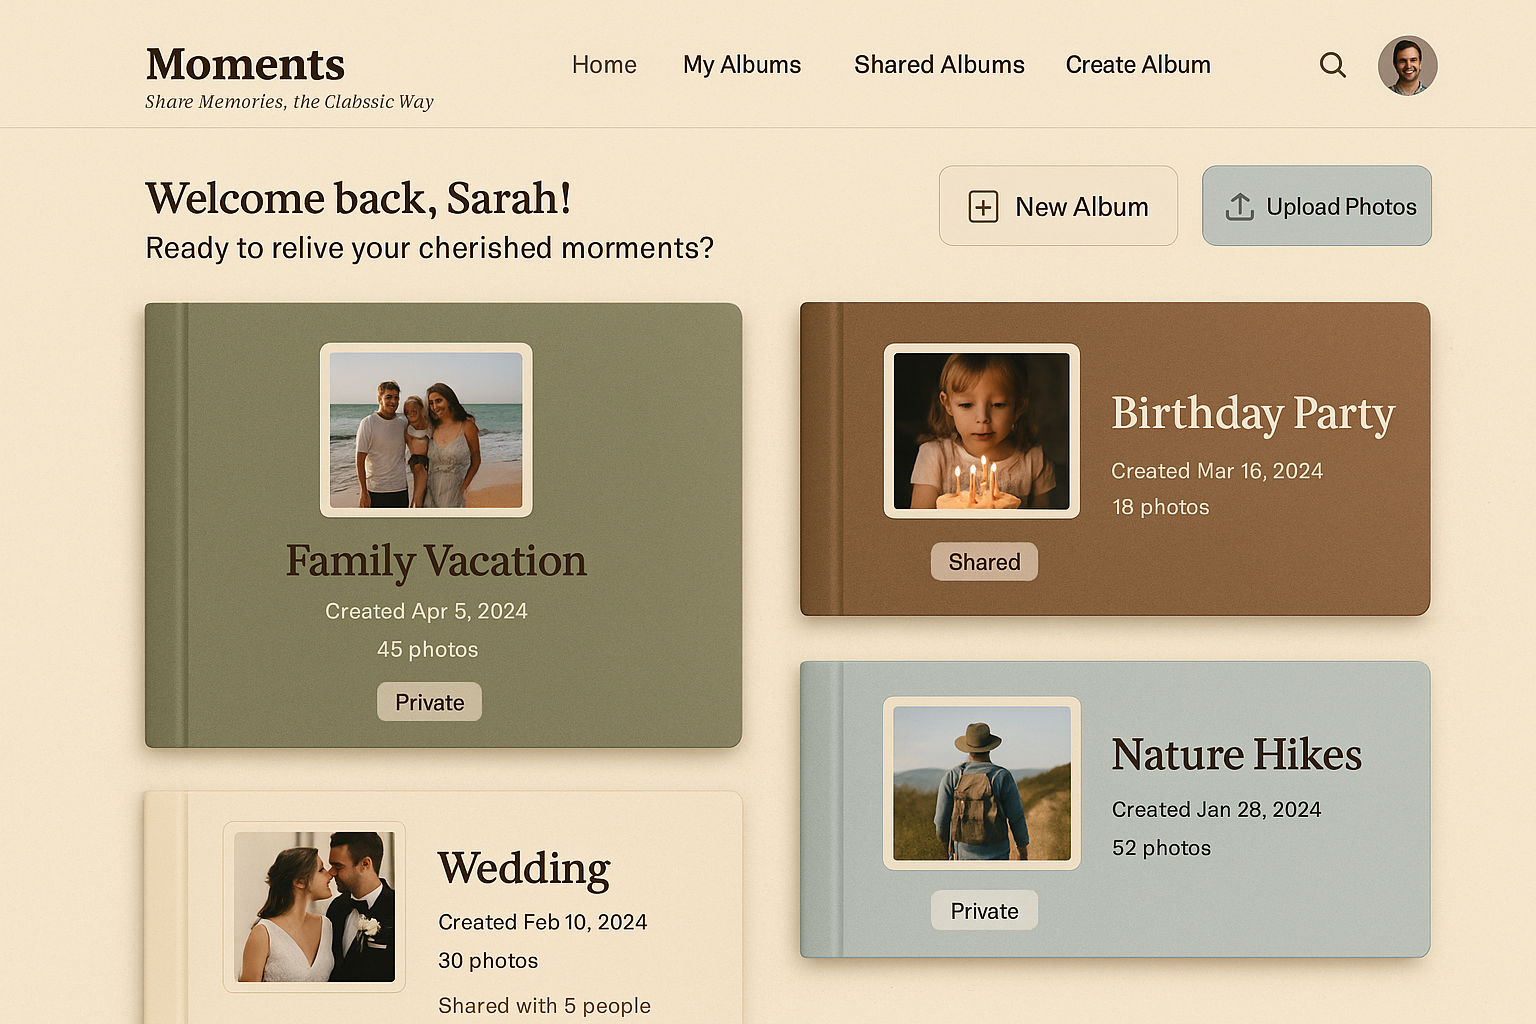 Moments
Share Memories, the Clabssic Way
Home
My Albums
Shared Albums
Create Album
Welcome back, Sarah!
Ready to relive your cherished morments?
New Album
Upload Photos
Family Vacation
Created Apr 5, 2024
45 photos
Private
Birthday Party
Created Mar 16, 2024
18 photos
Shared
Wedding
Created Feb 10, 2024
30 photos
Shared with 5 people
Nature Hikes
Created Jan 28, 2024
52 photos
Private